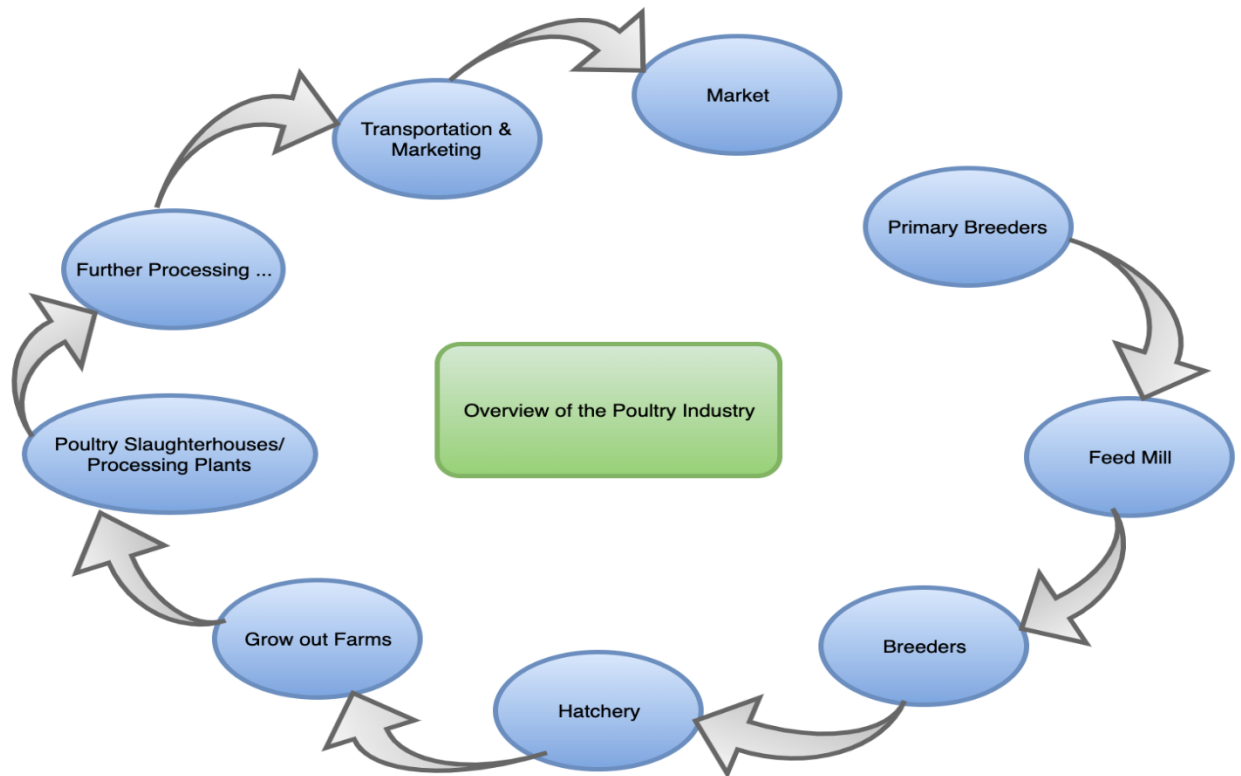 Market
Transportation &
Marketing
Primary Breeders
Further Processing ...
Overview of the Poultry Industry
Poultry Slaughterhouses/
Processing Plants
Feed Mill
Grow out Farms
Breeders
Hatchery